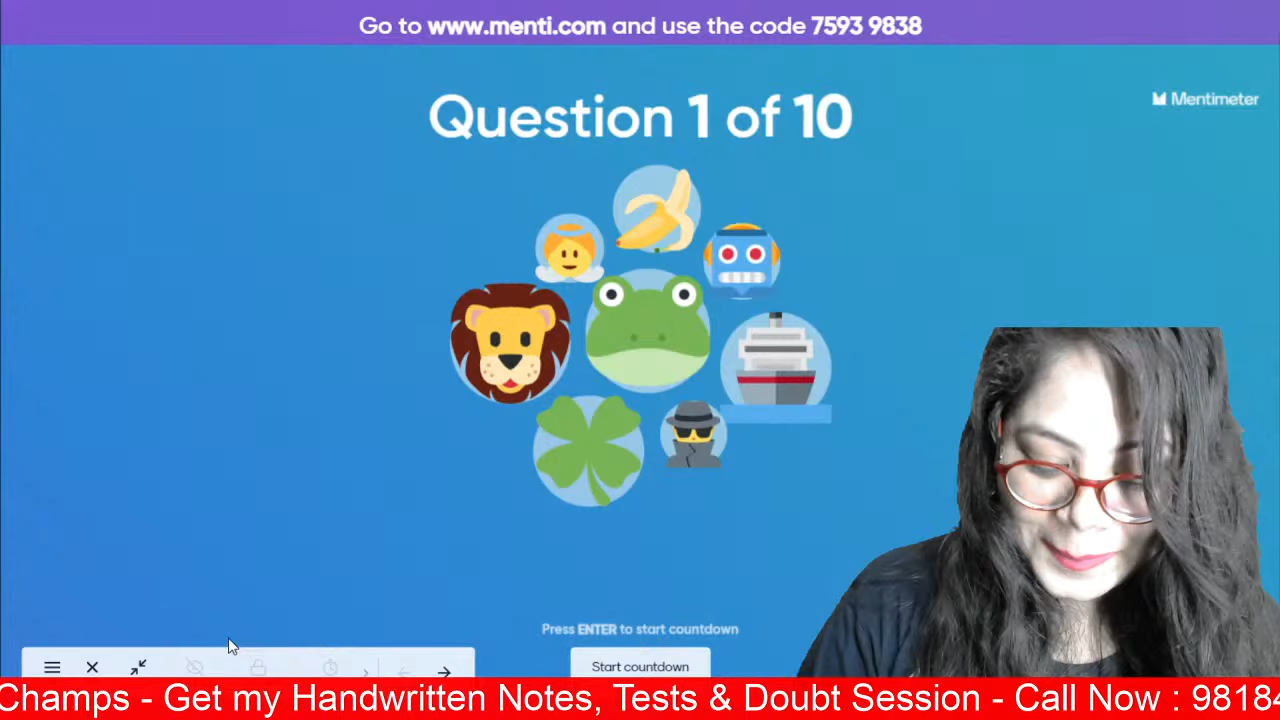 Go to www.menti.com and use the code 7593 9838
Mentimeter
Question 1 of 10
Press ENTER to start countdown
Start countdown
Champs - Get my Handwritten Notes, Tests & Doubt Session - Call Now : 98184